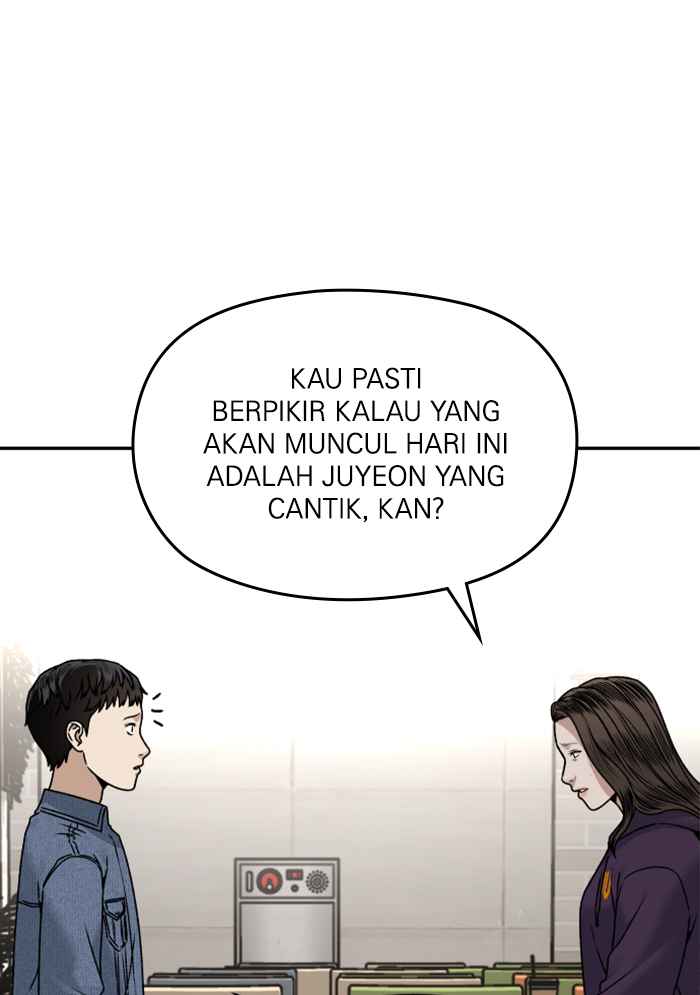 KAU PASTI
BERPIKIR KALAU YANG
AKAN MUNCUL HARI INI
ADALAH JUYEON YANG
CANTIK, KAN?